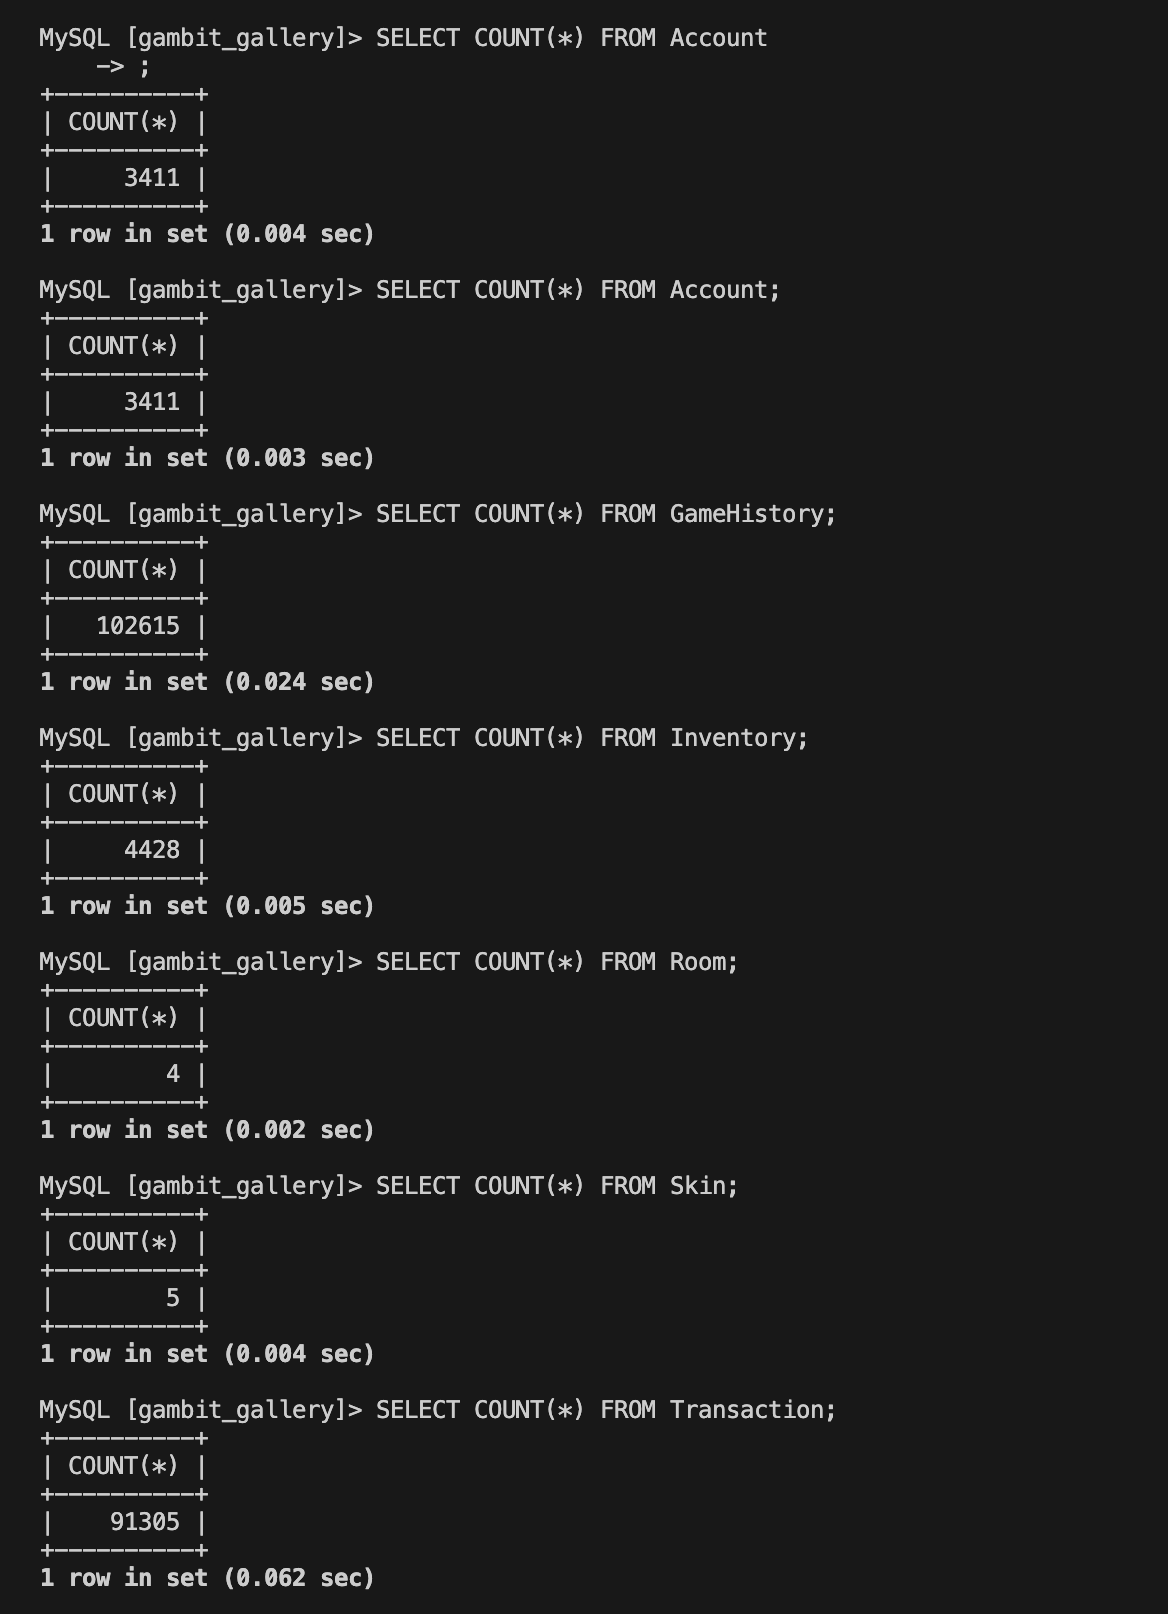 MySQL [gambit_gallery]> SELECT COUNT(*) FROM Account
    -> ;
+----------+
| COUNT(*) |
+----------+
|     3411 |
+----------+
1 row in set (0.004 sec)

MySQL [gambit_gallery]> SELECT COUNT(*) FROM Account;
+----------+
| COUNT(*) |
+----------+
|     3411 |
+----------+
1 row in set (0.003 sec)

MySQL [gambit_gallery]> SELECT COUNT(*) FROM GameHistory;
+----------+
| COUNT(*) |
+----------+
|   102615 |
+----------+
1 row in set (0.024 sec)

MySQL [gambit_gallery]> SELECT COUNT(*) FROM Inventory;
+----------+
| COUNT(*) |
+----------+
|     4428 |
+----------+
1 row in set (0.005 sec)

MySQL [gambit_gallery]> SELECT COUNT(*) FROM Room;
+----------+
| COUNT(*) |
+----------+
|        4 |
+----------+
1 row in set (0.002 sec)

MySQL [gambit_gallery]> SELECT COUNT(*) FROM Skin;
+----------+
| COUNT(*) |
+----------+
|        5 |
+----------+
1 row in set (0.004 sec)

MySQL [gambit_gallery]> SELECT COUNT(*) FROM Transaction;
+----------+
| COUNT(*) |
+----------+
|    91305 |
+----------+
1 row in set (0.062 sec)